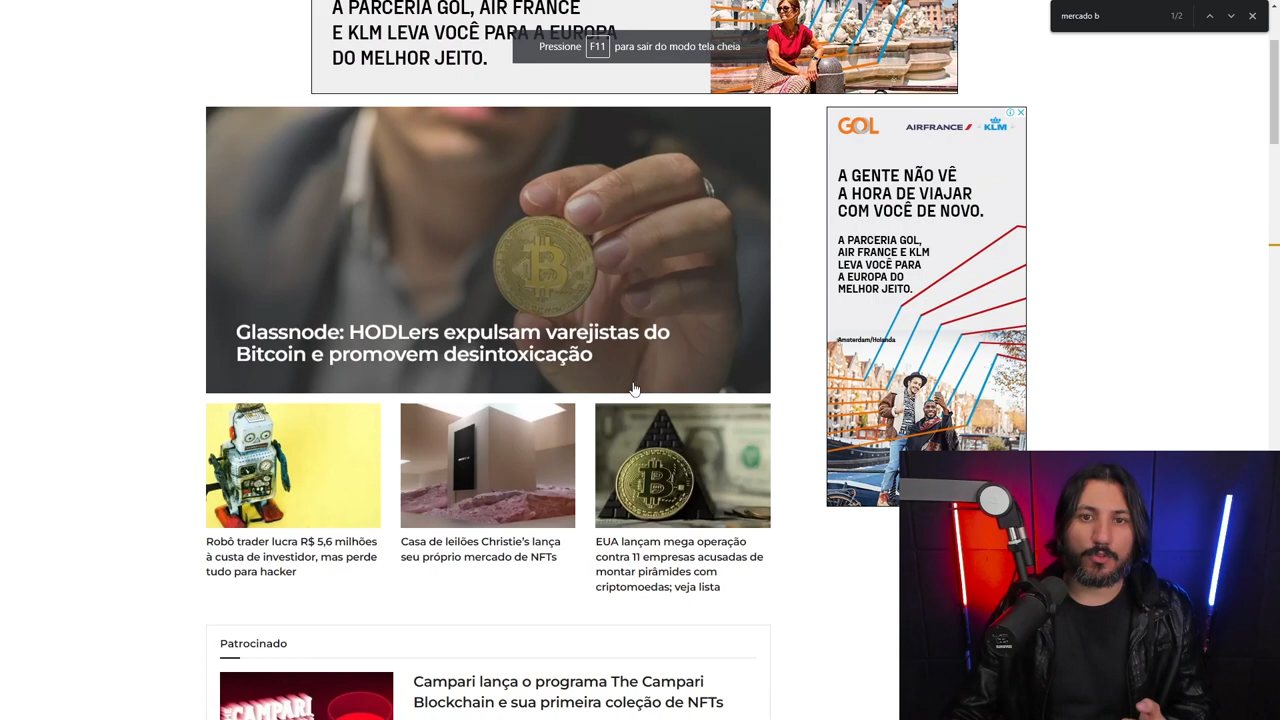 A PARCERIA GOL, AIR FRANCE
E KLM LEVA VOCÊ PARA A EUROPA
DO MELHOR JEITO.
Pressione F11 para sair do modo tela cheia
mercado b 1/2
Glassnode: HODLers expulsam varejistas do
Bitcoin e promovem desintoxicação
GOL AIRFRANCE KLM
A GENTE NÃO VÊ
A HORA DE VIAJAR
COM VOCÊ DE NOVO.
A PARCERIA GOL,
AIR FRANCE E KLM
LEVA VOCÊ PARA
A EUROPA DO
MELHOR JEITO.
Amsterdam/Holanda
Robô trader lucra R$ 5,6 milhões
à custa de investidor, mas perde
tudo para hacker
Casa de leilões Christie’s lança
seu próprio mercado de NFTs
EUA lançam mega operação
contra 11 empresas acusadas de
montar pirâmides com
criptomoedas; veja lista
Patrocinado
CAMPARI
Campari lança o programa The Campari
Blockchain e sua primeira coleção de NFTs